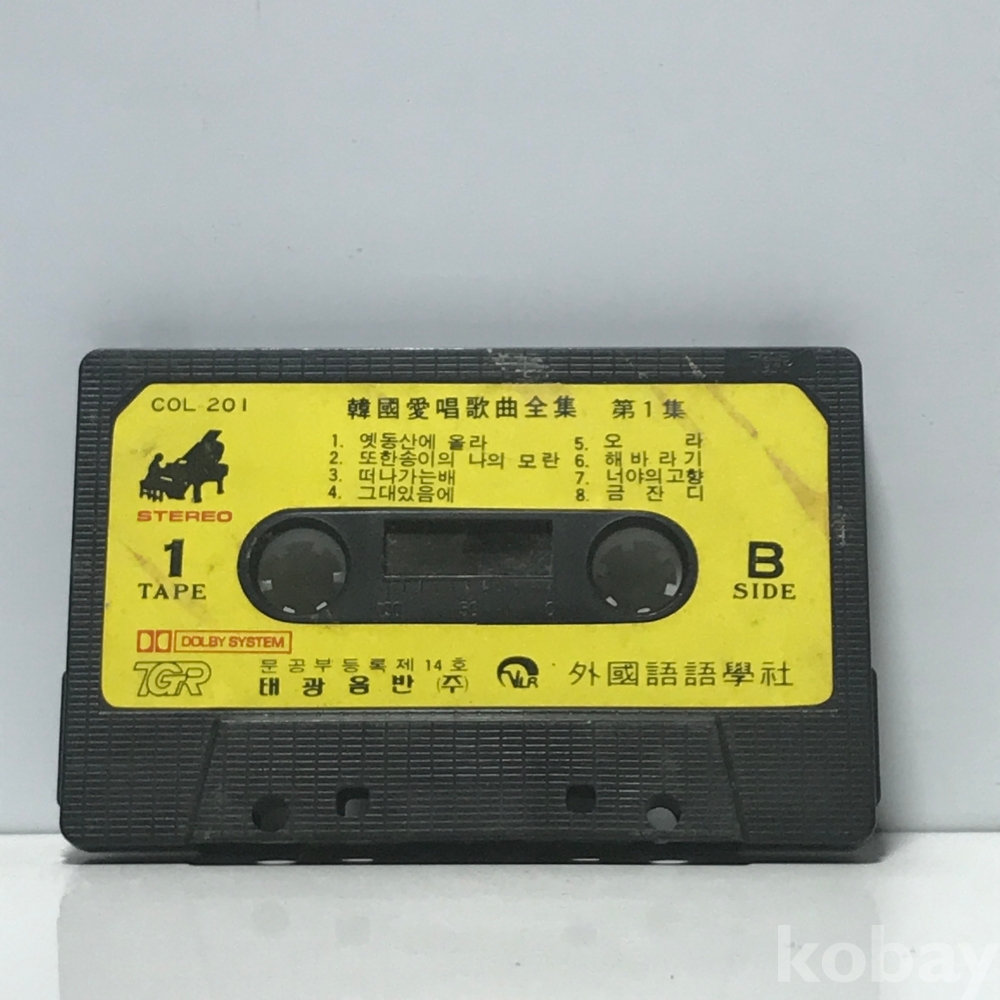 COL-201
韓國愛唱歌曲全集 第1集
1. 옛동산에 올라
2. 또한송이의 나의 모란
3. 떠나가는배
4. 그대있음에
5. 오 라
6. 해바라기
7. 너야의고향
8. 금 잔 디
STEREO
1
TAPE
B
SIDE
DOLBY SYSTEM
TGR
문공부등록제14호
태광음반(주)
外國語語學社
100 50 0
kobay